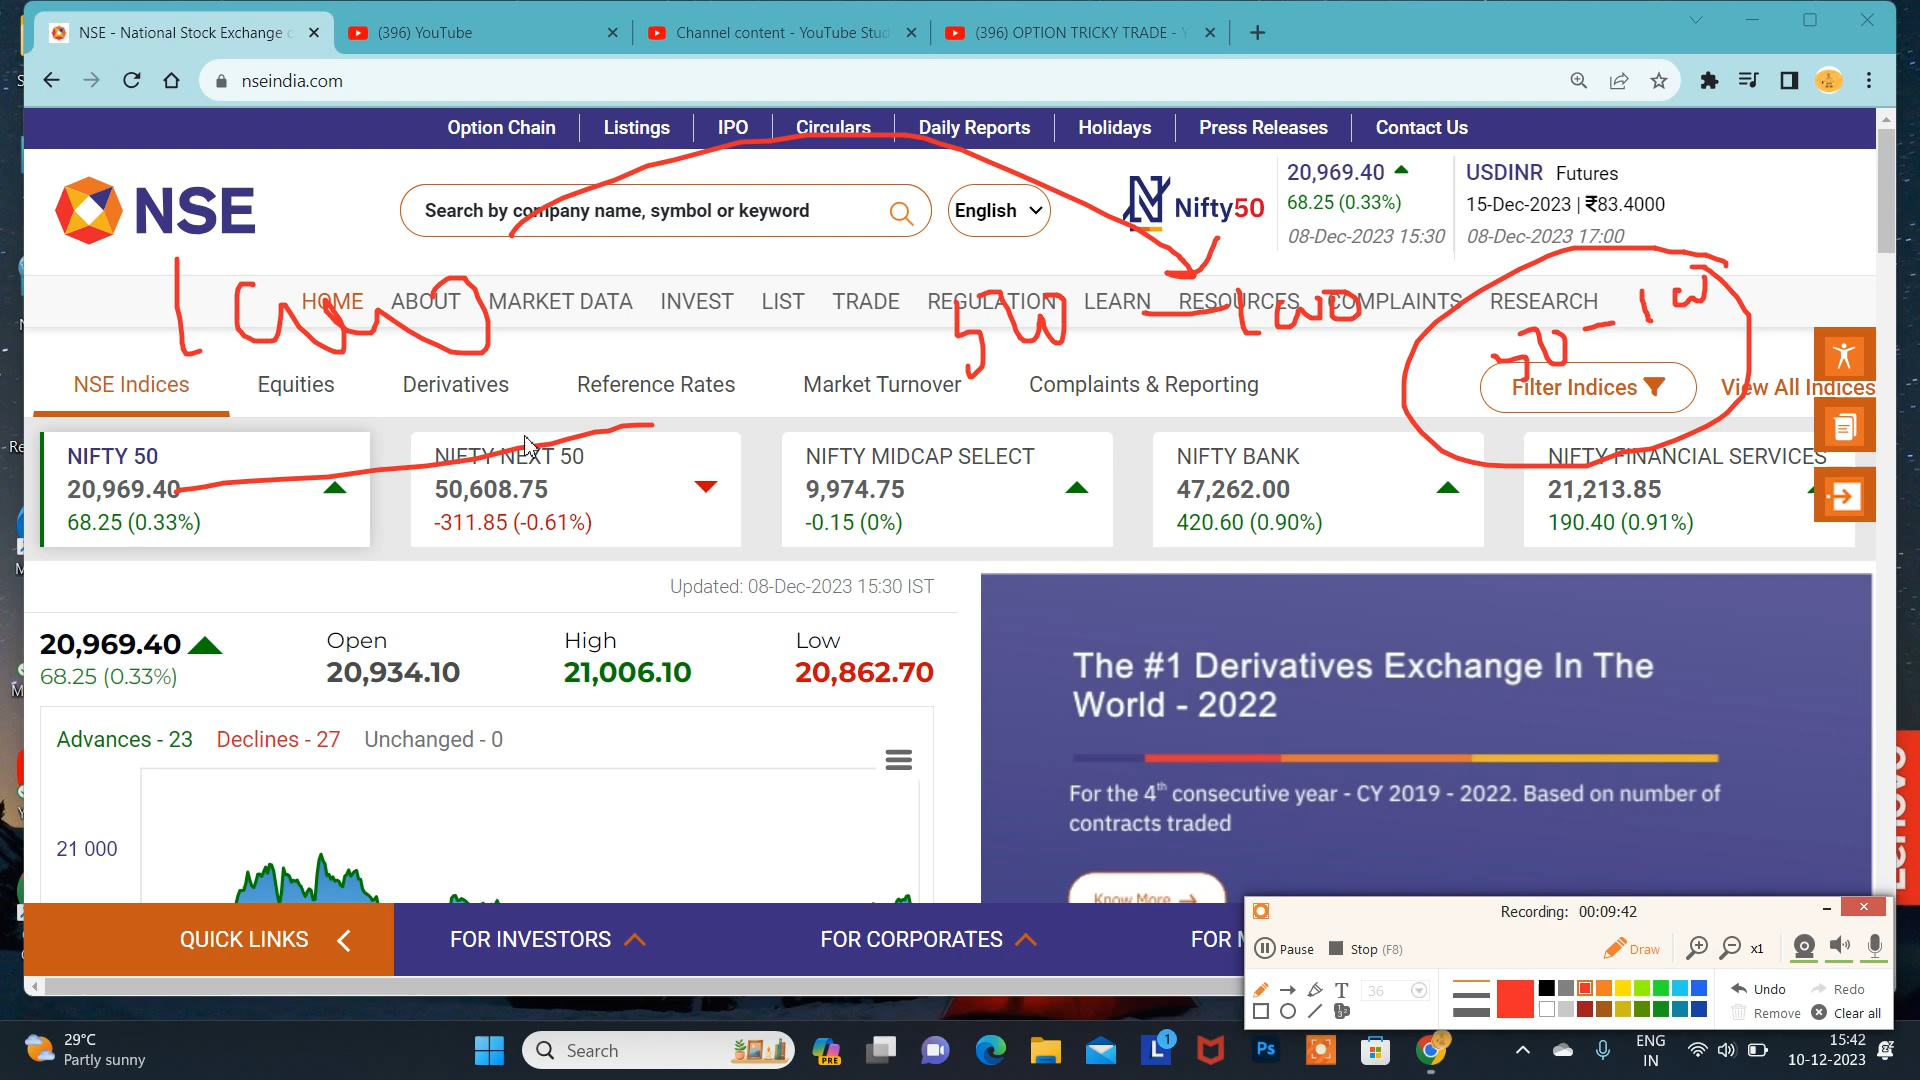 NSE - National Stock Exchange
(396) YouTube
Channel content - YouTube Stud
(396) OPTION TRICKY TRADE - Y
nseindia.com
Option Chain
Listings
IPO
Circulars
Daily Reports
Holidays
Press Releases
Contact Us
NSE
Search by company name, symbol or keyword
English
Nifty50
20,969.40
68.25 (0.33%)
08-Dec-2023 15:30
USDINR Futures
15-Dec-2023 | ₹83.4000
08-Dec-2023 17:00
HOME
ABOUT
MARKET DATA
INVEST
LIST
TRADE
REGULATION
LEARN
RESOURCES
COMPLAINTS
RESEARCH
NSE Indices
Equities
Derivatives
Reference Rates
Market Turnover
Complaints & Reporting
Filter Indices
View All Indices
NIFTY 50
20,969.40
68.25 (0.33%)
NIFTY NEXT 50
50,608.75
-311.85 (-0.61%)
NIFTY MIDCAP SELECT
9,974.75
-0.15 (0%)
NIFTY BANK
47,262.00
420.60 (0.90%)
NIFTY FINANCIAL SERVICES
21,213.85
190.40 (0.91%)
Updated: 08-Dec-2023 15:30 IST
20,969.40
68.25 (0.33%)
Open
20,934.10
High
21,006.10
Low
20,862.70
Advances - 23
Declines - 27
Unchanged - 0
21 000
The #1 Derivatives Exchange In The
World - 2022
For the 4th consecutive year - CY 2019 - 2022. Based on number of
contracts traded
Know More
QUICK LINKS
FOR INVESTORS
FOR CORPORATES
FOR
Recording: 00:09:42
Pause
Stop (F8)
Draw
x1
36
Undo
Redo
Remove
Clear all
Lenovo
29°C
Partly sunny
Search
PRE
L
1
Ps
ENG
IN
15:42
10-12-2023